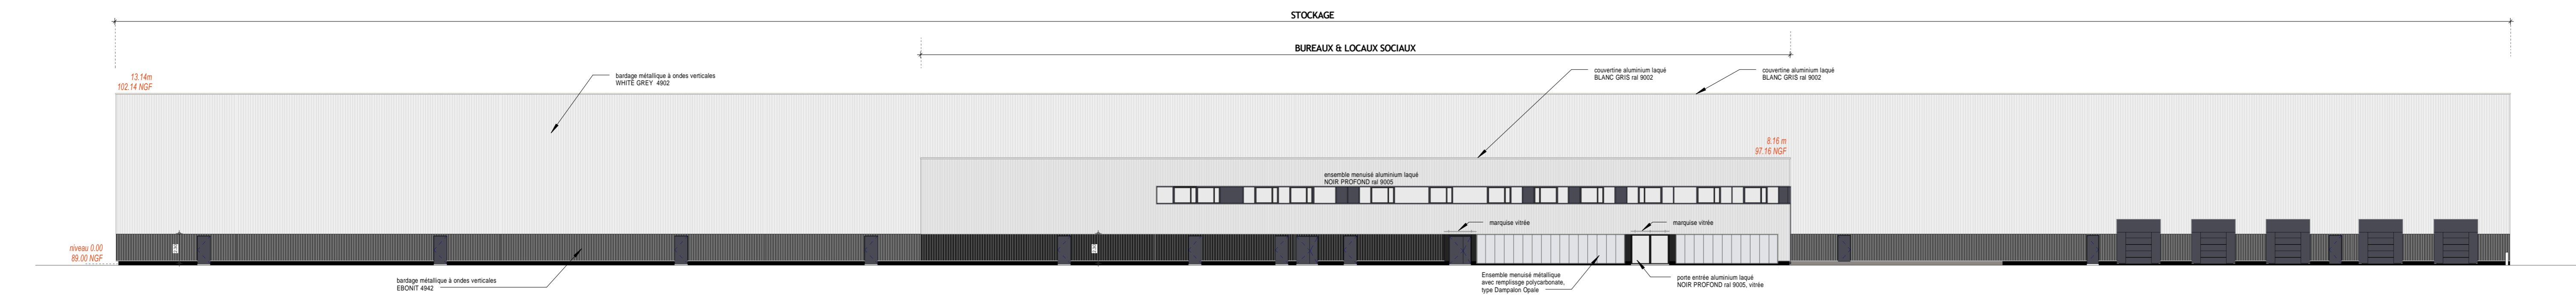 STOCKAGE
BUREAUX & LOCAUX SOCIAUX
13.14m
102.14 NGF
bardage métallique à ondes verticales
WHITE GREY 4902
couvertine aluminium laqué
BLANC GRIS ral 9002
couvertine aluminium laqué
BLANC GRIS ral 9002
8.16 m
97.16 NGF
ensemble menuisé aluminium laqué
NOIR PROFOND ral 9005
marquise vitrée
marquise vitrée
niveau 0.00
89.00 NGF
bardage métallique à ondes verticales
EBONIT 4942
Ensemble menuisé métallique
avec remplissge polycarbonate,
type Dampalon Opale
porte entrée aluminium laqué
NOIR PROFOND ral 9005, vitrée